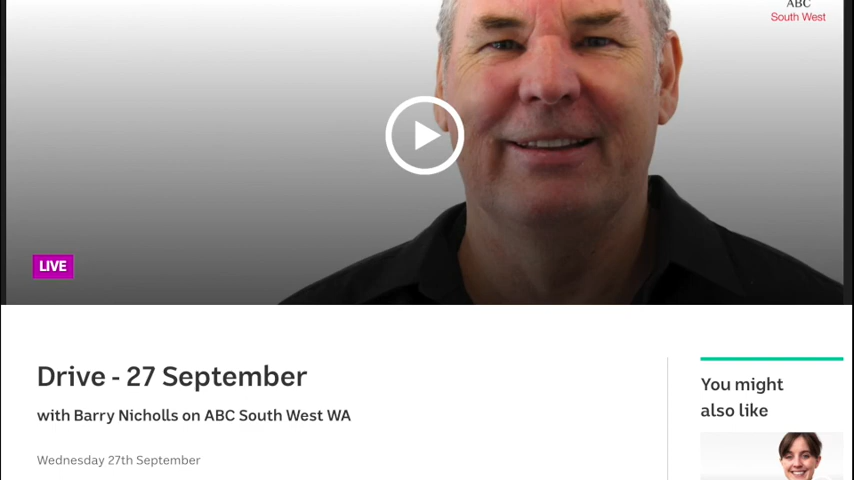 ABC
South West
LIVE
Drive - 27 September
with Barry Nicholls on ABC South West WA
Wednesday 27th September
You might
also like